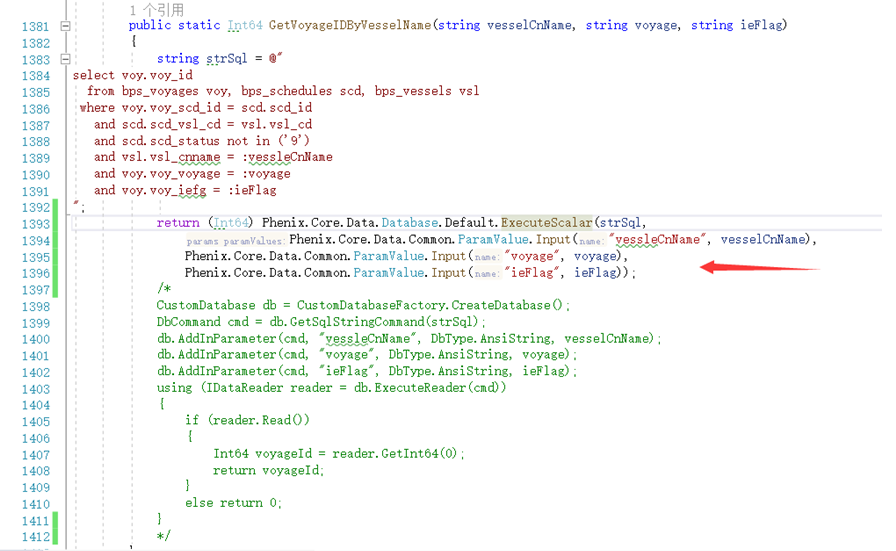 1 个引用
1381 public static Int64 GetVoyageIDByVesselName(string vesselCnName, string voyage, string ieFlag)
1382 {
1383 string strSql = @"
1384 select voy.voy_id
1385 from bps_voyages voy, bps_schedules scd, bps_vessels vsl
1386 where voy.voy_scd_id = scd.scd_id
1387 and scd.scd_vsl_cd = vsl.vsl_cd
1388 and scd.scd_status not in ('9')
1389 and vsl.vsl_cnname = :vessleCnName
1390 and voy.voy_voyage = :voyage
1391 and voy.voy_iefg = :ieFlag
1392 ";
1393 return (Int64) Phenix.Core.Data.Database.Default.ExecuteScalar(strSql,
1394 params paramValues: Phenix.Core.Data.Common.ParamValue.Input(name: "vessleCnName", vesselCnName),
1395 Phenix.Core.Data.Common.ParamValue.Input(name: "voyage", voyage),
1396 Phenix.Core.Data.Common.ParamValue.Input(name: "ieFlag", ieFlag));
1397 /*
1398 CustomDatabase db = CustomDatabaseFactory.CreateDatabase();
1399 DbCommand cmd = db.GetSqlStringCommand(strSql);
1400 db.AddInParameter(cmd, "vessleCnName", DbType.AnsiString, vesselCnName);
1401 db.AddInParameter(cmd, "voyage", DbType.AnsiString, voyage);
1402 db.AddInParameter(cmd, "ieFlag", DbType.AnsiString, ieFlag);
1403 using (IDataReader reader = db.ExecuteReader(cmd))
1404 {
1405 if (reader.Read())
1406 {
1407 Int64 voyageId = reader.GetInt64(0);
1408 return voyageId;
1409 }
1410 else return 0;
1411 }
1412 */